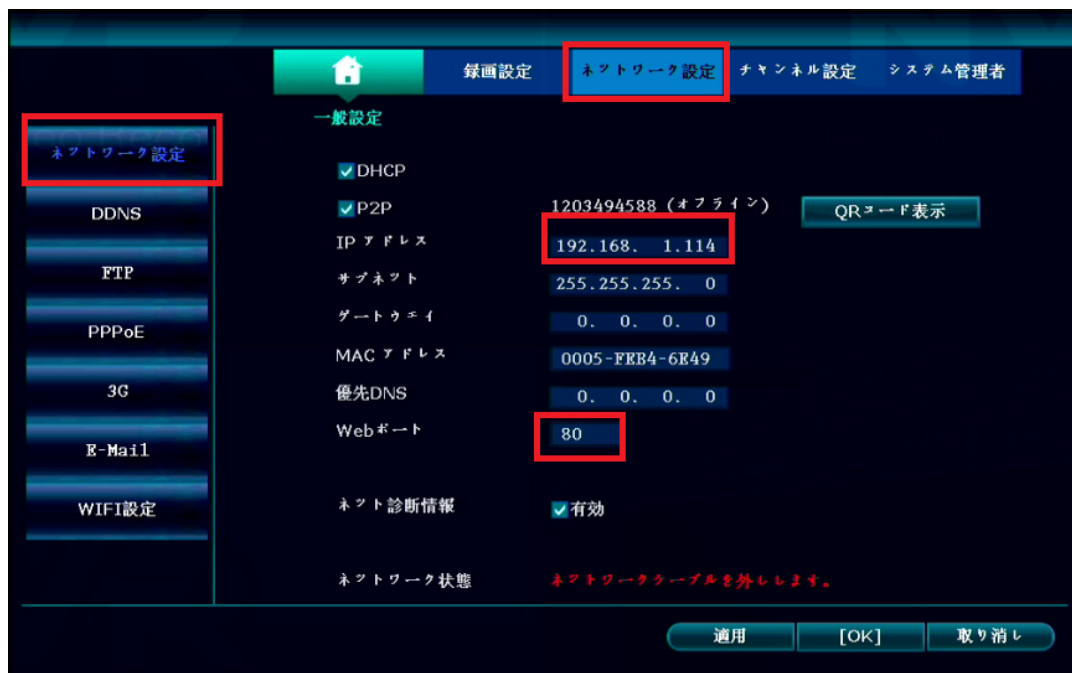 録画設定 ネットワーク設定 チャンネル設定 システム管理者
一般設定
ネットワーク設定
DDNS
FTP
PPPoE
3G
E-Mail
WIFI設定
DHCP
P2P 1203494588 (オフライン) QRコード表示
IP アドレス 192.168. 1.114
サブネット 255.255.255. 0
ゲートウェイ 0. 0. 0. 0
MAC アドレス 0005-FEB4-6E49
優先DNS 0. 0. 0. 0
Webポート 80
ネット診断情報 有効
ネットワーク状態 ネットワークケーブルを外しします。
適用 [OK] 取り消し